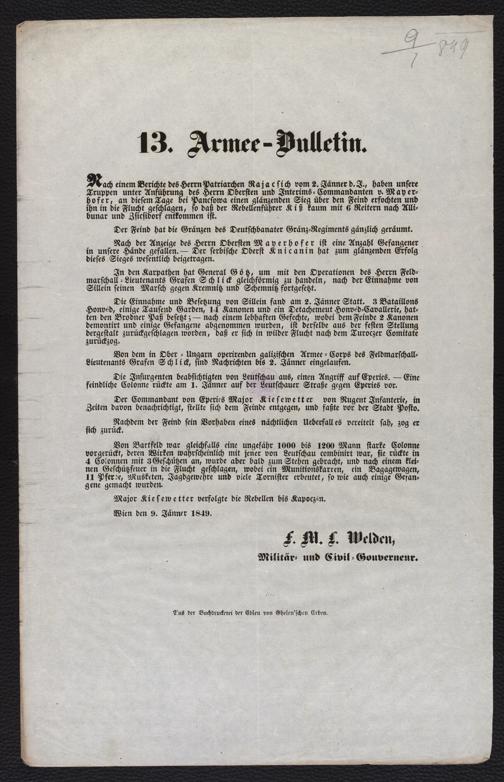 9/1 849
13. Armee-Bulletin.
Nach einem Berichte des Herrn Patriarchen Rajacsich vom 2. Jänner d. J., haben unsere
Truppen unter Anführung des Herrn Obersten und Interims-Commandanten v. Mayer-
hofer, an diesem Tage bei Pancsowa einen glänzenden Sieg über den Feind erfochten und
ihn in die Flucht geschlagen, so daß der Rebellenführer Kiß kaum mit 6 Reitern nach Alli-
bunar und Zsicsidorf entkommen ist.
Der Feind hat die Gränzen des Deutschbanater Gränz-Regiments gänzlich geräumt.
Nach der Anzeige des Herrn Obersten Mayerhofer ist eine Anzahl Gefangener
in unsere Hände gefallen. — Der serbische Oberst Knicanin hat zum glänzenden Erfolg
dieses Sieges wesentlich beigetragen.
In den Karpathen hat General Götz, um mit den Operationen des Herrn Feld-
marschall-Lieutenants Grafen Schlick gleichförmig zu handeln, nach der Einnahme von
Sillein seinen Marsch gegen Kremnitz und Schemnitz fortgesetzt.
Die Einnahme und Besetzung von Sillein fand am 2. Jänner Statt. 3 Bataillons
Honvéd, einige Tausend Garden, 14 Kanonen und ein Detachement Honvéd-Cavallerie, hat-
ten den Brodner Paß besetzt; — nach einem lebhaften Gefechte, wobei dem Feinde 2 Kanonen
demontirt und einige Gefangene abgenommen wurden, ist derselbe aus der festen Stellung
dergestalt zurückgeschlagen worden, daß er sich in wilder Flucht nach dem Turoczer Comitate
zurückzog.
Von dem in Ober-Ungarn operirenden galizischen Armee-Corps des Feldmarschall-
Lieutenants Grafen Schlick, sind Nachrichten bis 2. Jänner eingelaufen.
Die Insurgenten beabsichtigten von Leutschau aus, einen Angriff auf Eperies. — Eine
feindliche Colonne rückte am 1. Jänner auf der Leutschauer Straße gegen Eperies vor.
Der Commandant von Eperies Major Kiesewetter von Nugent Infanterie, in
Zeiten davon benachrichtigt, stellte sich dem Feinde entgegen, und faßte vor der Stadt Posto.
Nachdem der Feind sein Vorhaben eines nächtlichen Ueberfalles vereitelt sah, zog er
sich zurück.
Von Bartfeld war gleichfalls eine ungefähr 1000 bis 1200 Mann starke Colonne
vorgerückt, deren Wirken wahrscheinlich mit jener von Leutschau combinirt war, sie rückte in
4 Colonnen mit 3 Geschützen an, wurde aber bald zum Stehen gebracht, und nach einem klei-
nen Geschützfeuer in die Flucht geschlagen, wobei ein Munitionskarren, ein Bagagewagen,
11 Pferde, Musketen, Jagdgewehre und viele Tornister erbeutet, so wie auch einige Gefan-
gene gemacht wurden.
Major Kiesewetter verfolgte die Rebellen bis Kapoczin.
Wien den 9. Jänner 1849.
F. M. L. Welden,
Militär- und Civil-Gouverneur.
Aus der Buchdruckerei der Edlen von Ghelen'schen Erben.